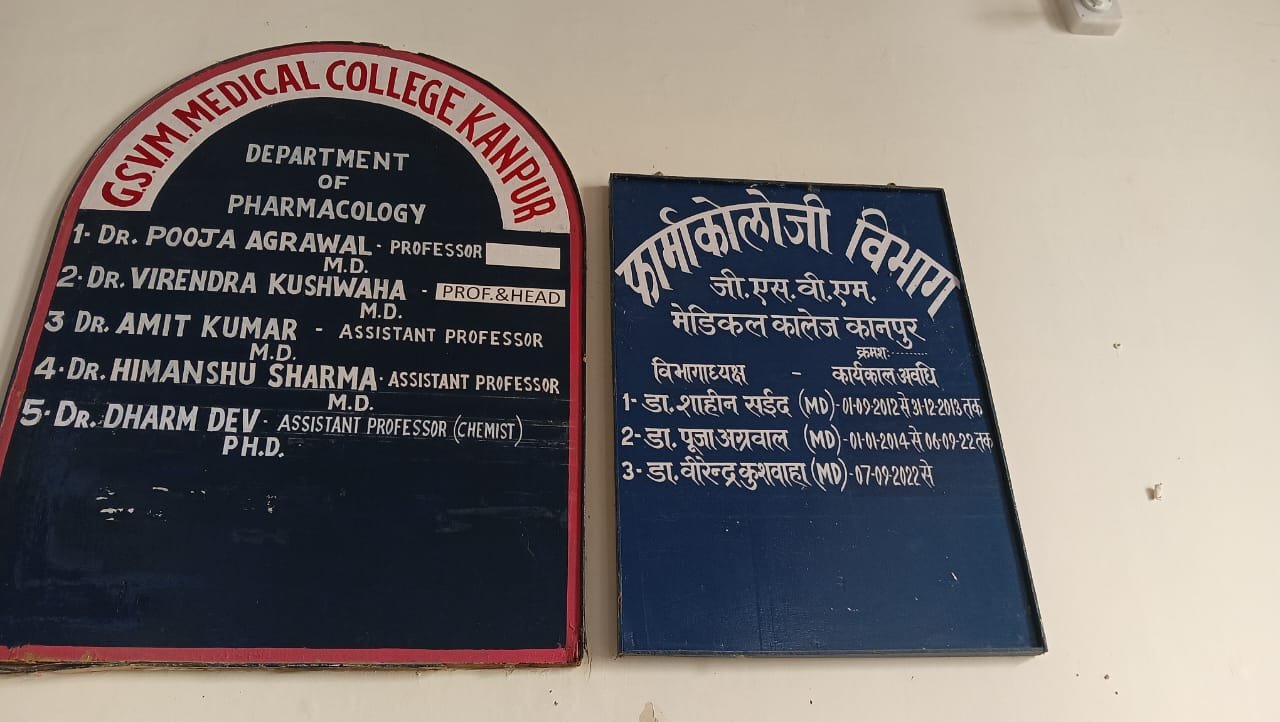 G.S.V.M. MEDICAL COLLEGE KANPUR
DEPARTMENT
OF
PHARMACOLOGY
1- DR. POOJA AGRAWAL - PROFESSOR
M.D.
2- DR. VIRENDRA KUSHWAHA - PROF.&HEAD
M.D.
3 DR. AMIT KUMAR - ASSISTANT PROFESSOR
M.D.
4- DR. HIMANSHU SHARMA - ASSISTANT PROFESSOR
M.D.
5- DR. DHARM DEV - ASSISTANT PROFESSOR (CHEMIST)
PH.D.
फार्माकोलोजी विभाग
जी.एस.वी.एम.
मेडिकल कालेज कानपुर
क्रमशः--------
विभागाध्यक्ष - कार्यकाल अवधि
1- डा. शाहीन सईद (MD)-01-09-2012 से 31-12-2013 तक
2- डा. पूजा अग्रवाल (MD)-01-01-2014 से 06-09-22 तक
3- डा. वीरेन्द्र कुशवाहा (MD)-07-09-2022 से